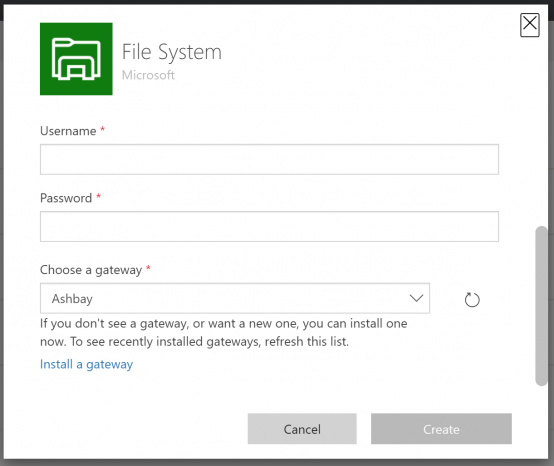 File System
Microsoft
Username *
Password *
Choose a gateway *
Ashbay
If you don't see a gateway, or want a new one, you can install one
now. To see recently installed gateways, refresh this list.
Install a gateway
Cancel
Create